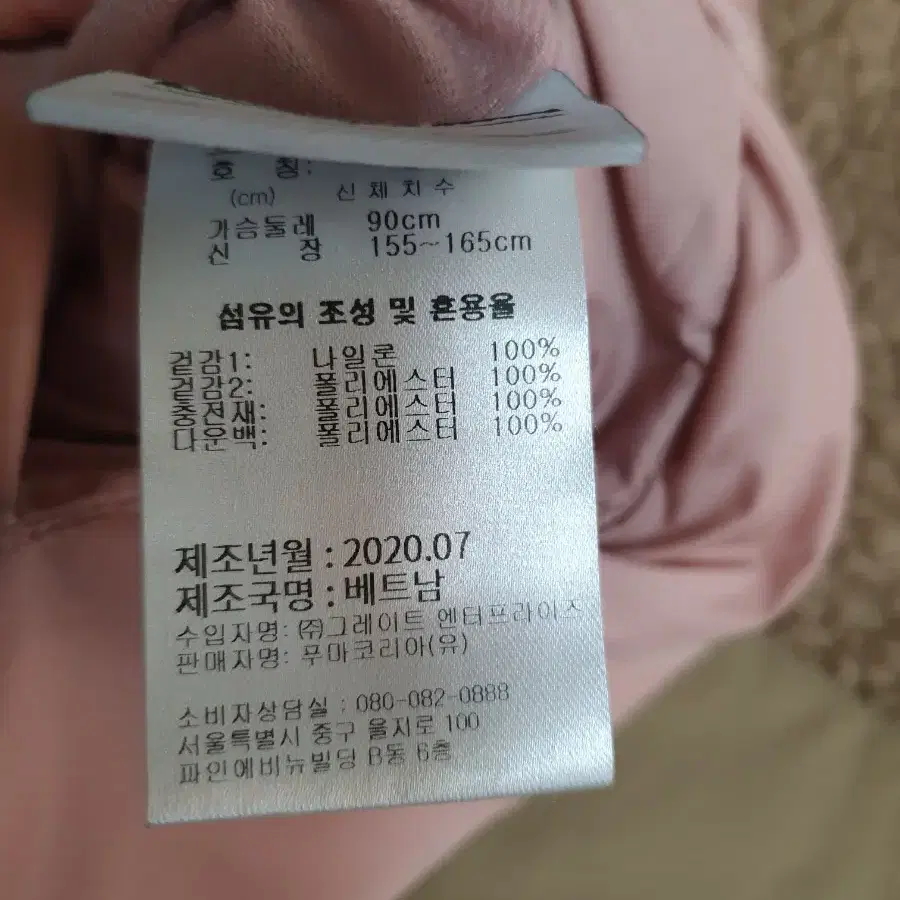 호 칭:
(cm) 신체치수
가슴둘레 90cm
신 장 155~165cm
섬유의 조성 및 혼용율
겉감1: 나일론 100%
겉감2: 폴리에스터 100%
충전재: 폴리에스터 100%
다운백: 폴리에스터 100%
제조년월 : 2020.07
제조국명 : 베트남
수입자명: ㈜그레이트 엔터프라이즈
판매자명: 푸마코리아(유)
소비자상담실 : 080-082-0888
서울특별시 중구 을지로 100
파인애비뉴빌딩 B동 6층